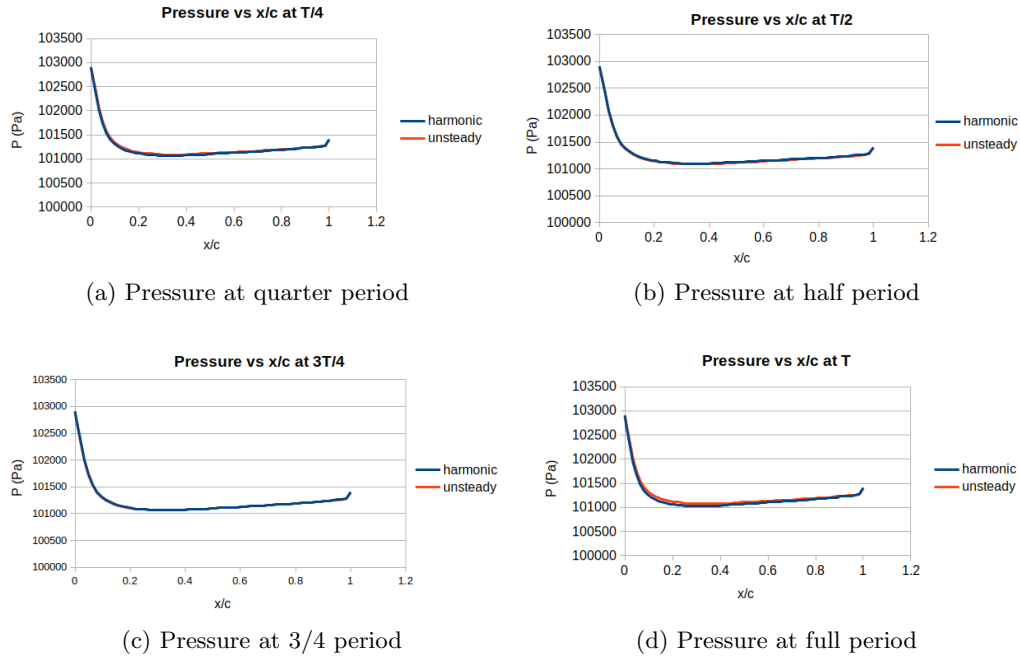 Pressure vs x/c at T/4
103500
103000
102500
102000
101500
101000
100500
100000
P (Pa)
0 0.2 0.4 0.6 0.8 1 1.2
x/c
harmonic
unsteady
(a) Pressure at quarter period
Pressure vs x/c at T/2
103500
103000
102500
102000
101500
101000
100500
100000
P (Pa)
0 0.2 0.4 0.6 0.8 1 1.2
x/c
harmonic
unsteady
(b) Pressure at half period
Pressure vs x/c at 3T/4
103500
103000
102500
102000
101500
101000
100500
100000
P (Pa)
0 0.2 0.4 0.6 0.8 1 1.2
x/c
harmonic
unsteady
(c) Pressure at 3/4 period
Pressure vs x/c at T
103500
103000
102500
102000
101500
101000
100500
100000
P (Pa)
0 0.2 0.4 0.6 0.8 1 1.2
x/c
harmonic
unsteady
(d) Pressure at full period